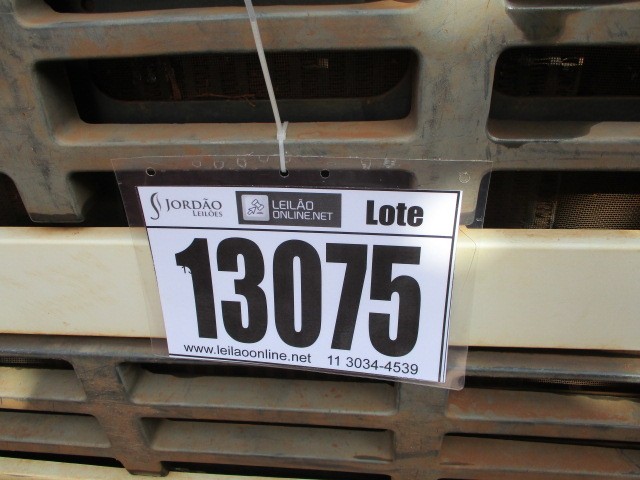 JORDÃO
LEILÕES
LEILÃO
ONLINE.NET
Lote
13075
www.leilaoonline.net 11 3034-4539